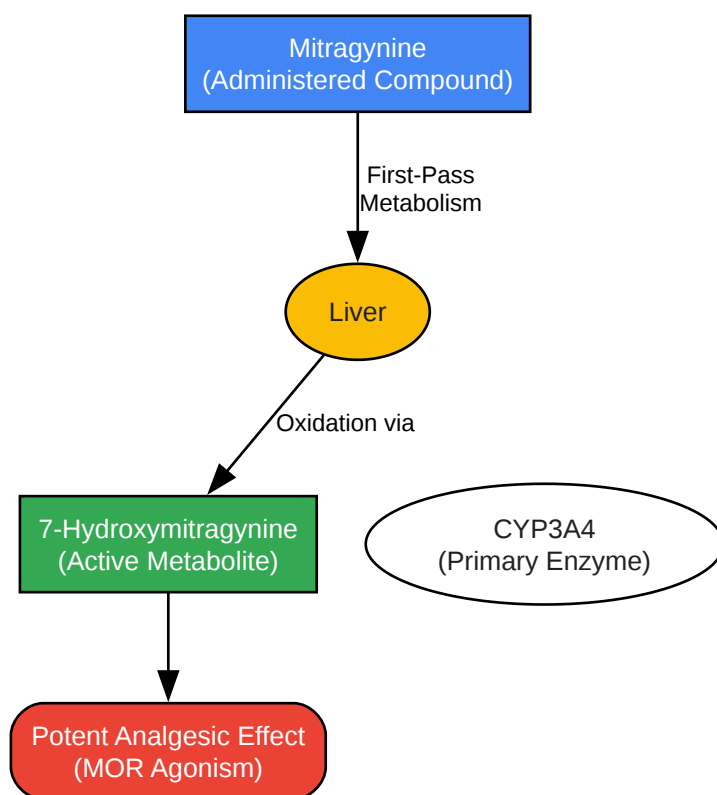 Mitragynine
(Administered Compound)
First-Pass
Metabolism
Liver
Oxidation via
7-Hydroxymitragynine
(Active Metabolite)
CYP3A4
(Primary Enzyme)
Potent Analgesic Effect
(MOR Agonism)